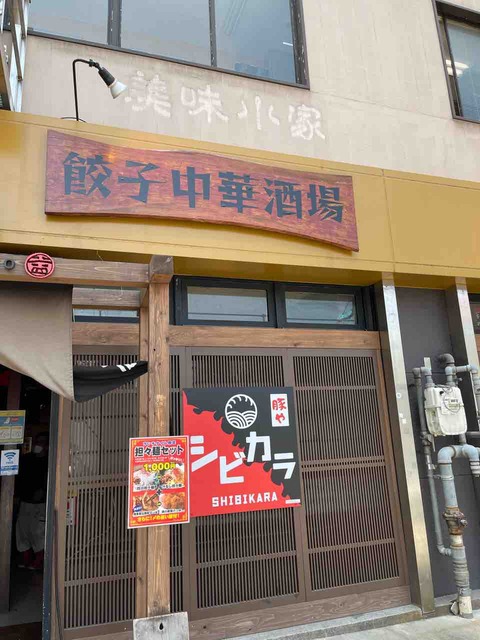 美味小家
餃子中華酒場
豚や
シビカラ
SHIBIKARA
担々麺セット
1,000円